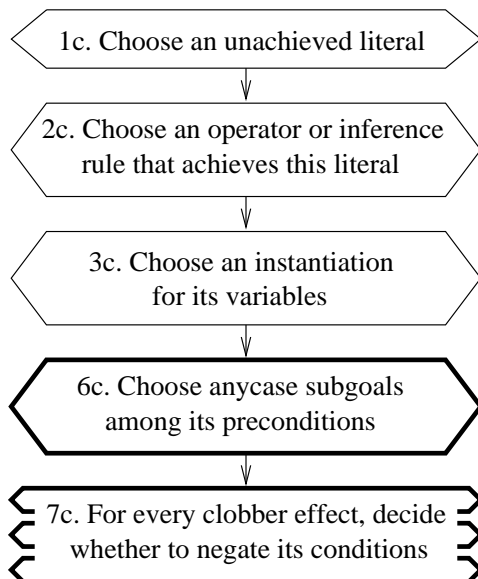 1c. Choose an unachieved literal
2c. Choose an operator or inference
rule that achieves this literal
3c. Choose an instantiation
for its variables
6c. Choose anycase subgoals
among its preconditions
7c. For every clobber effect, decide
whether to negate its conditions